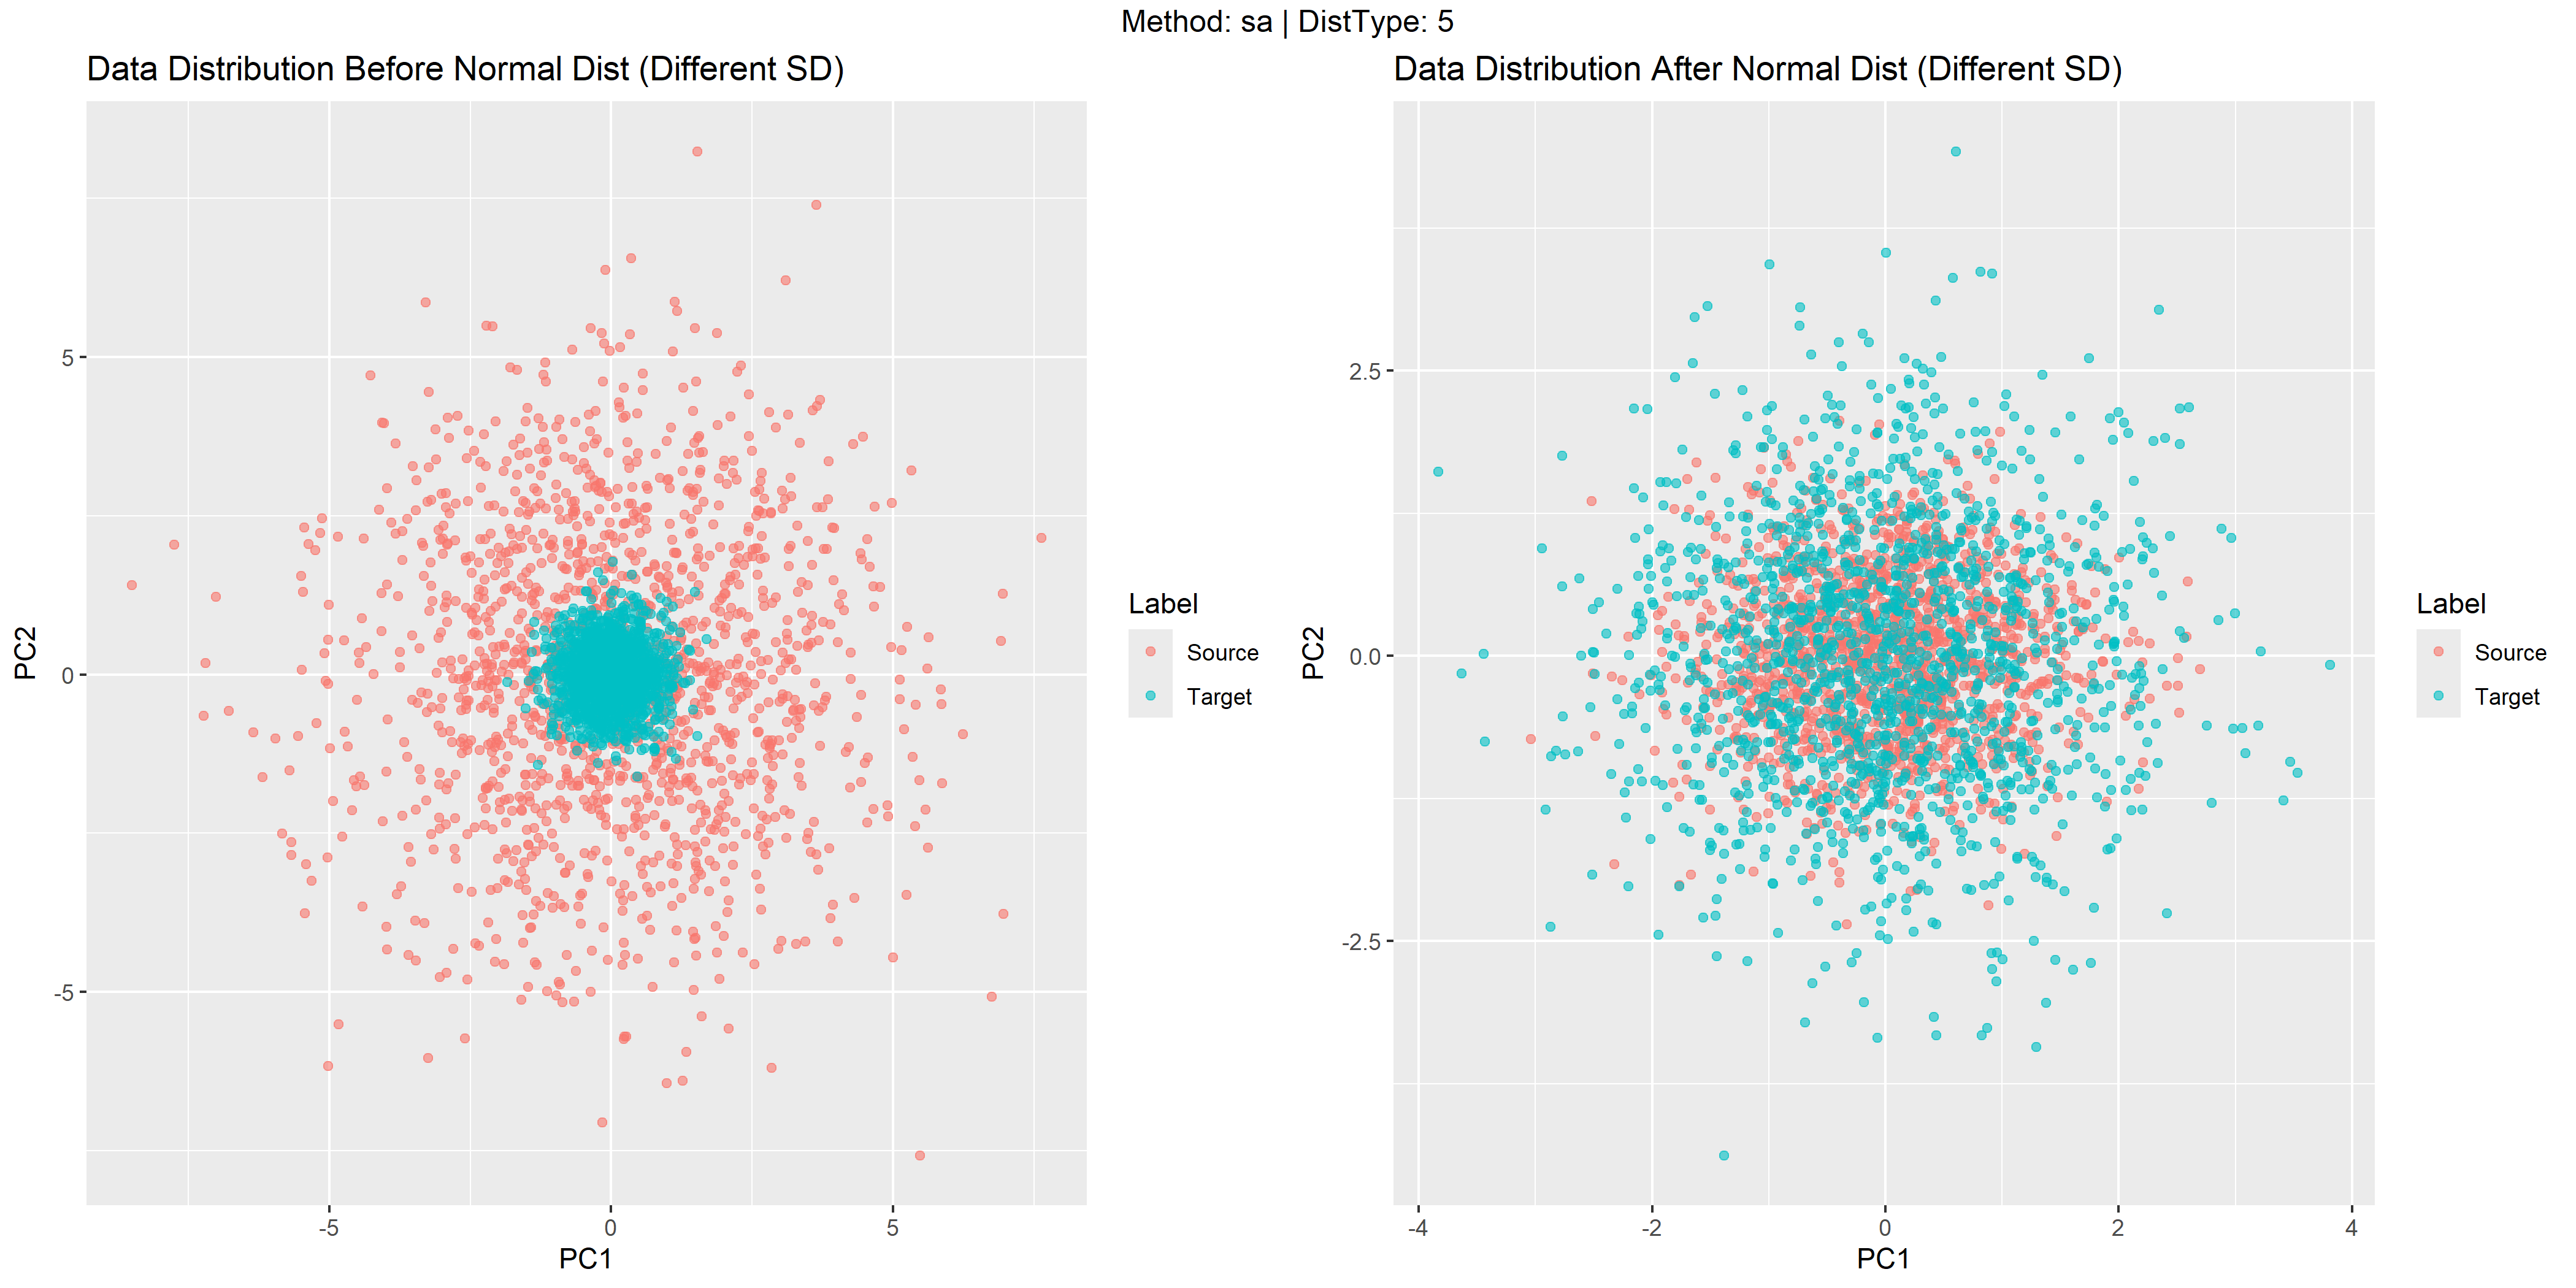 Method: sa | DistType: 5
Data Distribution Before Normal Dist (Different SD)
PC2
5
0
-5
-5
0
5
PC1
Label
Source
Target
Data Distribution After Normal Dist (Different SD)
PC2
2.5
0.0
-2.5
-4
-2
0
2
4
PC1
Label
Source
Target